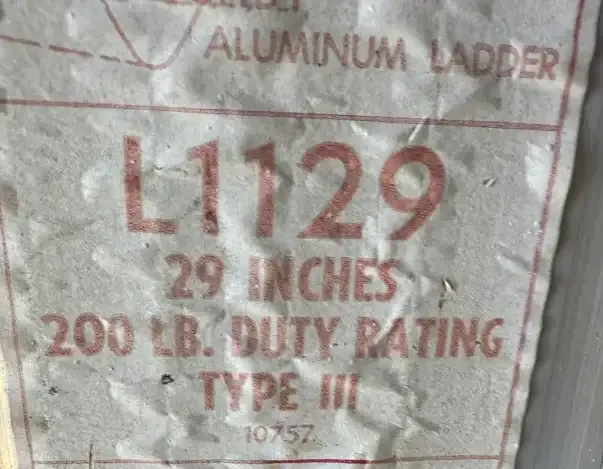 ALUMINUM LADDER
L1129
29 INCHES
200 LB. DUTY RATING
TYPE III
10757